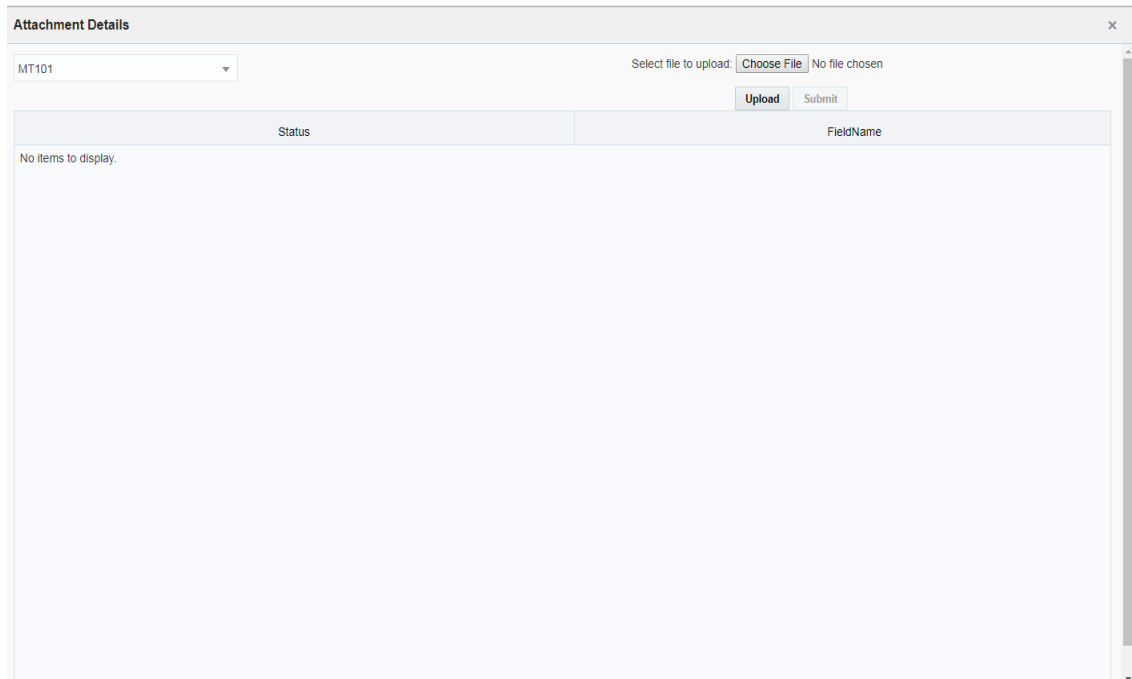 Attachment Details
MT101
Select file to upload: Choose File No file chosen
Upload Submit
Status FieldName
No items to display.